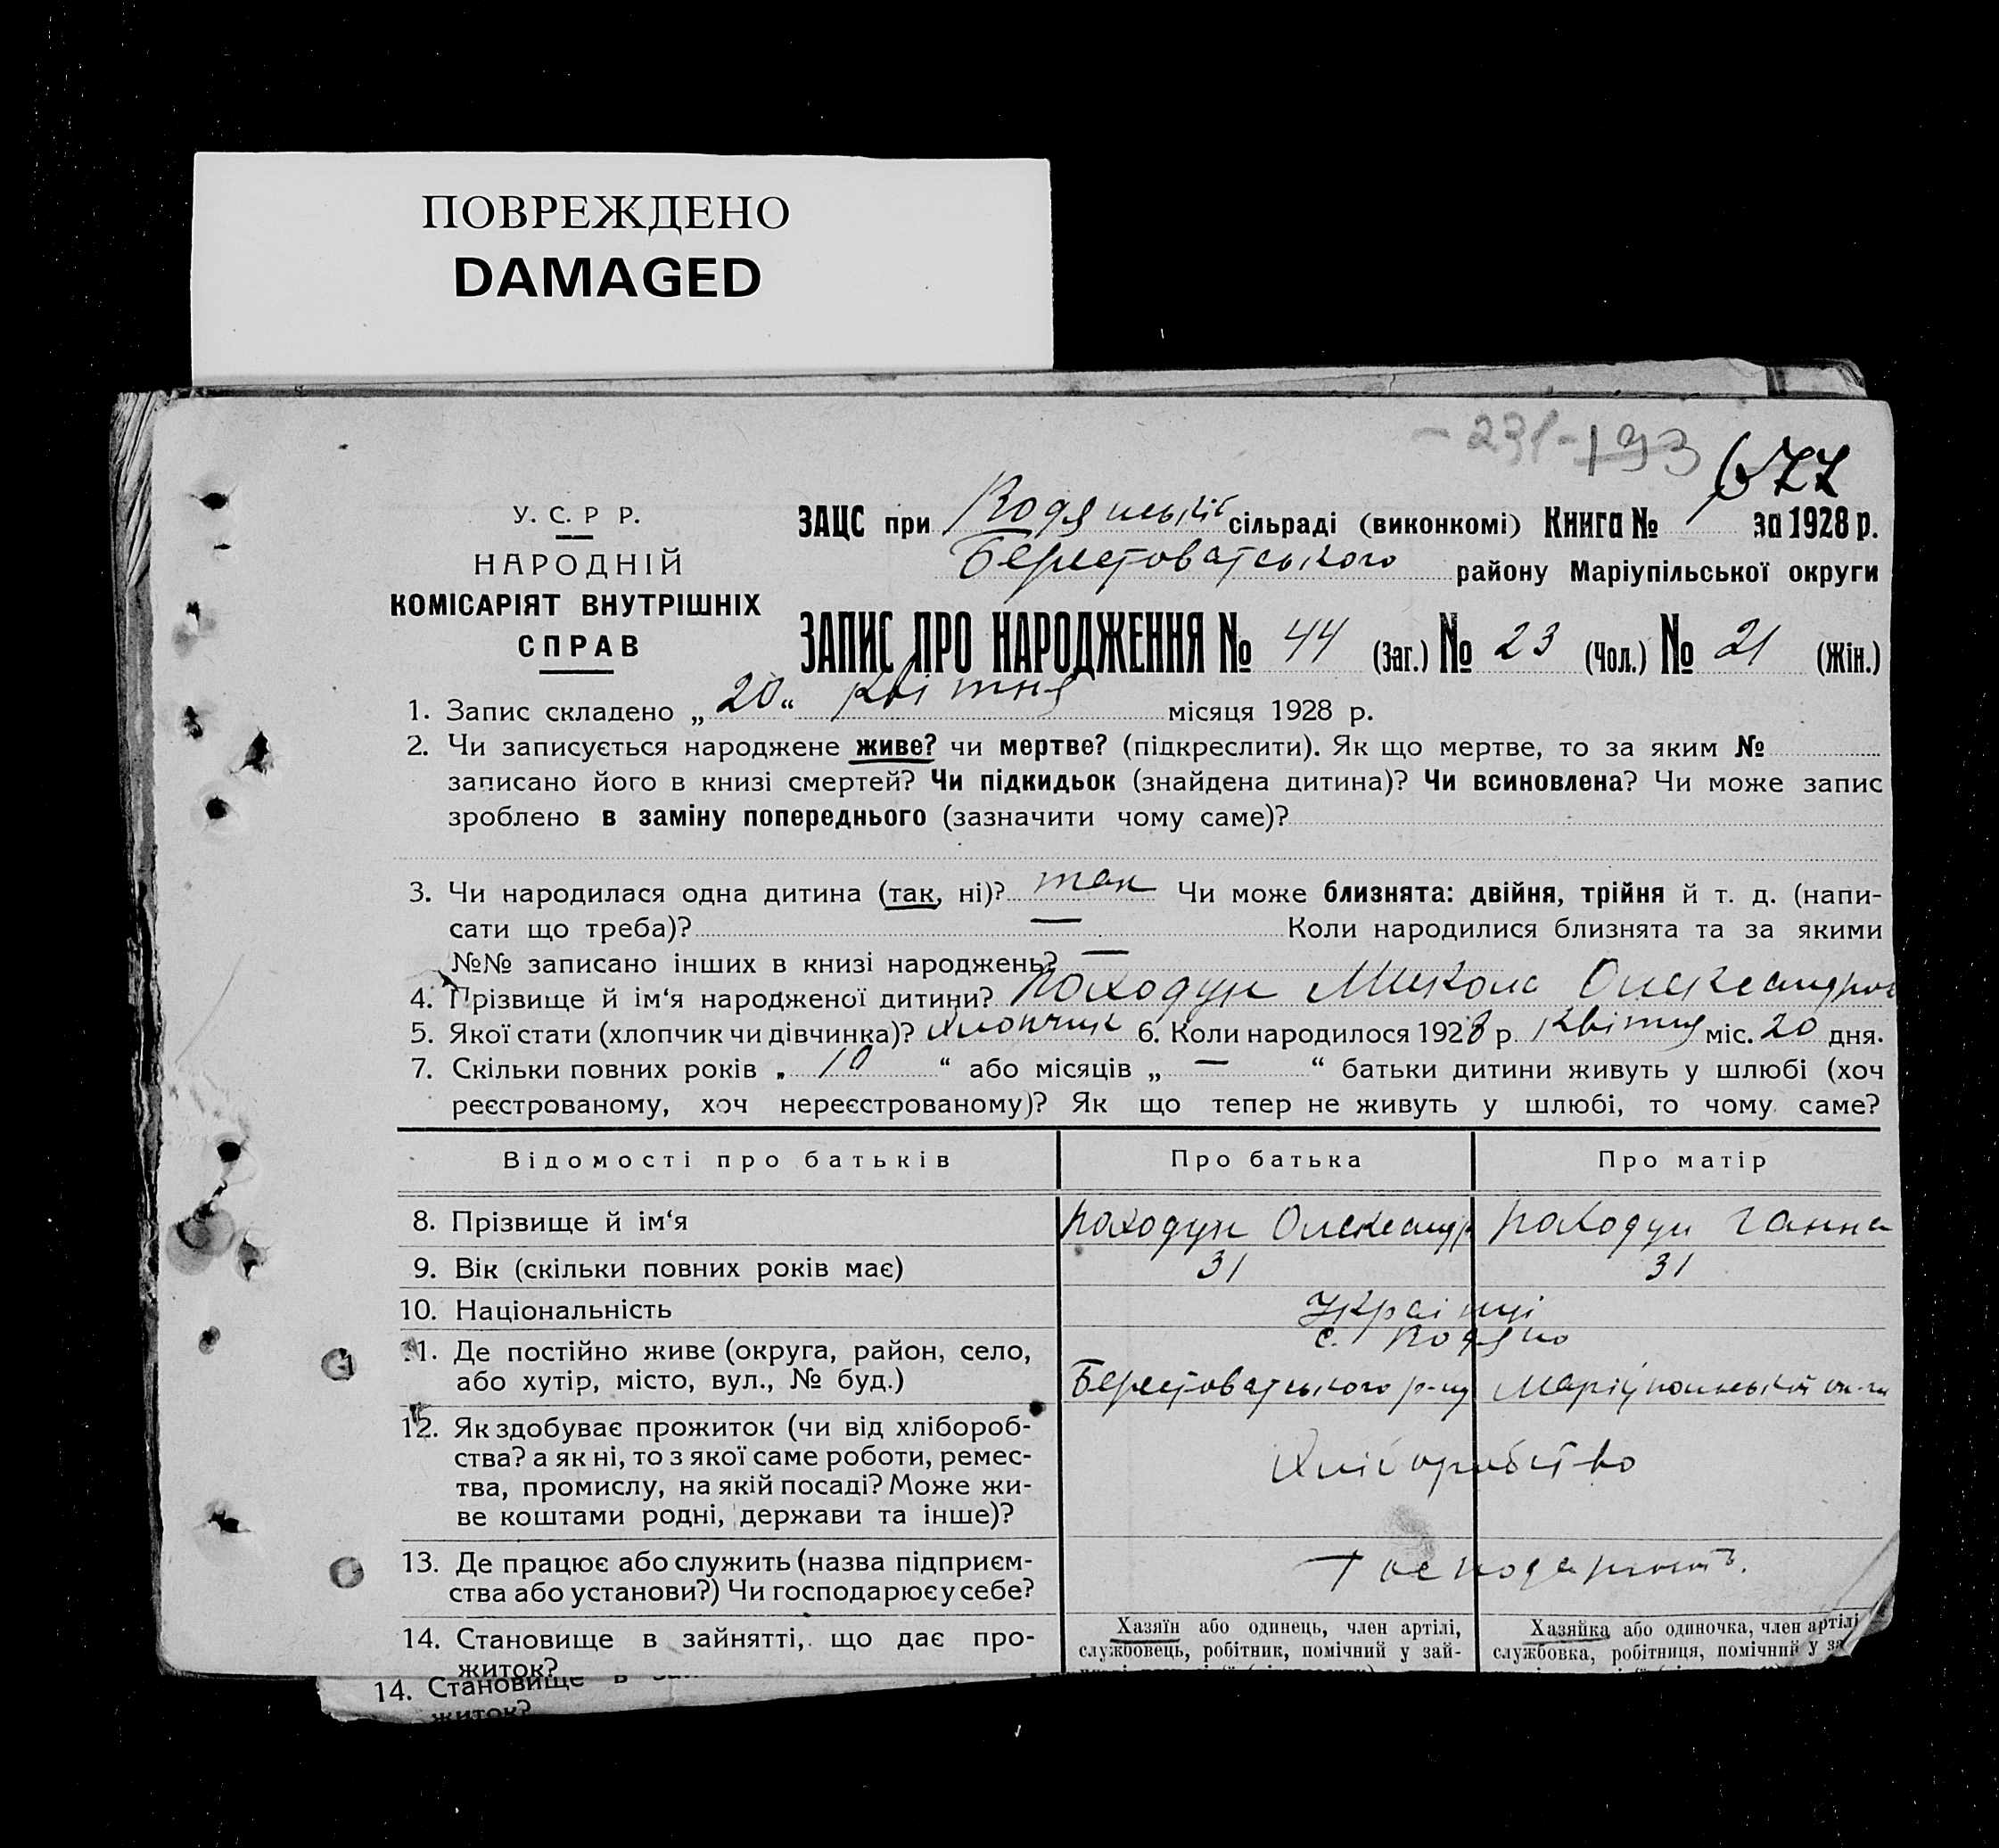 ПОВРЕЖДЕНО
DAMAGED
- 231 - 193
677
У. С. Р Р.
НАРОДНІЙ
КОМІСАРІЯТ ВНУТРІШНІХ
СПРАВ
ЗАЦС при Водянській сільраді (виконкомі) Книга № за 1928 р.
Берестоватського району Маріупільської округи
ЗАПИС ПРО НАРОДЖЕННЯ № 44 (Заг.) № 23 (Чол.) № 21 (Жін.)
1. Запис складено „ 20 “ квітня місяця 1928 р.
2. Чи записується народжене живе? чи мертве? (підкреслити). Як що мертве, то за яким №
записано його в книзі смертей? Чи підкидьок (знайдена дитина)? Чи всиновлена? Чи може запис
зроблено в заміну попереднього (зазначити чому саме)?
3. Чи народилася одна дитина (так, ні)? так Чи може близнята: двійня, трійня й т. д. (напи-
сати що треба)? — Коли народилися близнята та за якими
№№ записано інших в книзі народжень? —
4. Прізвище й ім‘я народженої дитини? Походун Микола Олександров
5. Якої стати (хлопчик чи дівчинка)? Хлопчик 6. Коли народилося 1928 р. Квітня міс. 20 дня.
7. Скільки повних років „ 10 “ або місяців „ — “ батьки дитини живуть у шлюбі (хоч
реєстрованому, хоч нереєстрованому)? Як що тепер не живуть у шлюбі, то чому саме?
Відомості про батьків Про батька Про матір
8. Прізвище й ім‘я Походун Олександр Походун Ганна
9. Вік (скільки повних років має) 31 31
10. Національність Українці
с. Водяно
11. Де постійно живе (округа, район, село,
або хутір, місто, вул., № буд.) Берестоватського р-ну Маріупольської ок-ги
12. Як здобуває прожиток (чи від хлібороб-
ства? а як ні, то з якої саме роботи, ремес-
тва, промислу, на якій посаді? Може жи-
ве коштами родні, держави та інше)?
Хліборобство
13. Де працює або служить (назва підприєм-
ства або установи?) Чи господарює у себе?
14. Становище в зайнятті, що дає про-
житок?
Хазяїн або одинець, член артілі,
службовець, робітник, помічний у зай-
Хазяйка або одиночка, член артілі
службовка, робітниця, помічний у за
14. Становище в
житок?